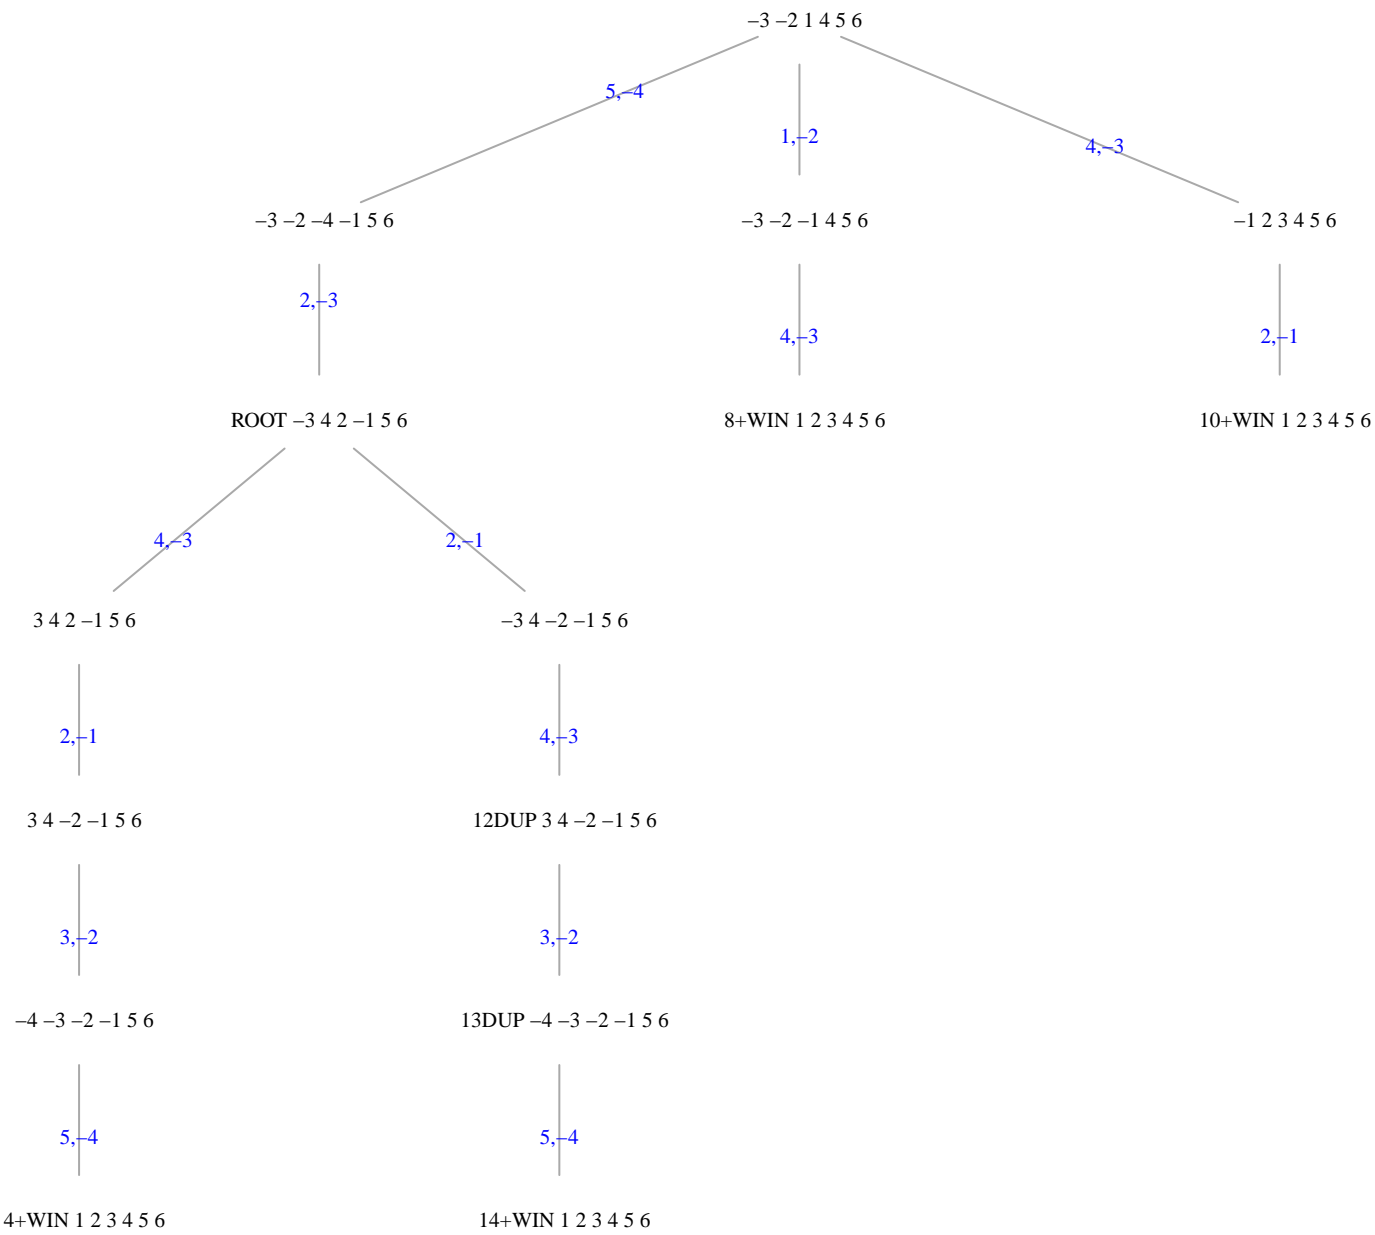 −3 −2 1 4 5 6
5,−4
1,−2
4,−3
−3 −2 −4 −1 5 6
−3 −2 −1 4 5 6
−1 2 3 4 5 6
2,−3
4,−3
2,−1
ROOT −3 4 2 −1 5 6
8+WIN 1 2 3 4 5 6
10+WIN 1 2 3 4 5 6
4,−3
2,−1
3 4 2 −1 5 6
−3 4 −2 −1 5 6
2,−1
4,−3
3 4 −2 −1 5 6
12DUP 3 4 −2 −1 5 6
3,−2
3,−2
−4 −3 −2 −1 5 6
13DUP −4 −3 −2 −1 5 6
5,−4
5,−4
4+WIN 1 2 3 4 5 6
14+WIN 1 2 3 4 5 6